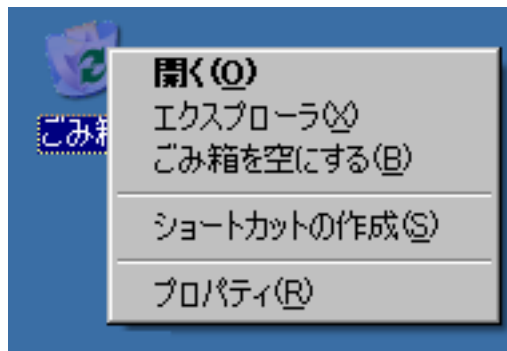 開く(O)
エクスプローラ(X)
ごみ箱
ごみ箱を空にする(B)
ショートカットの作成(S)
プロパティ(R)